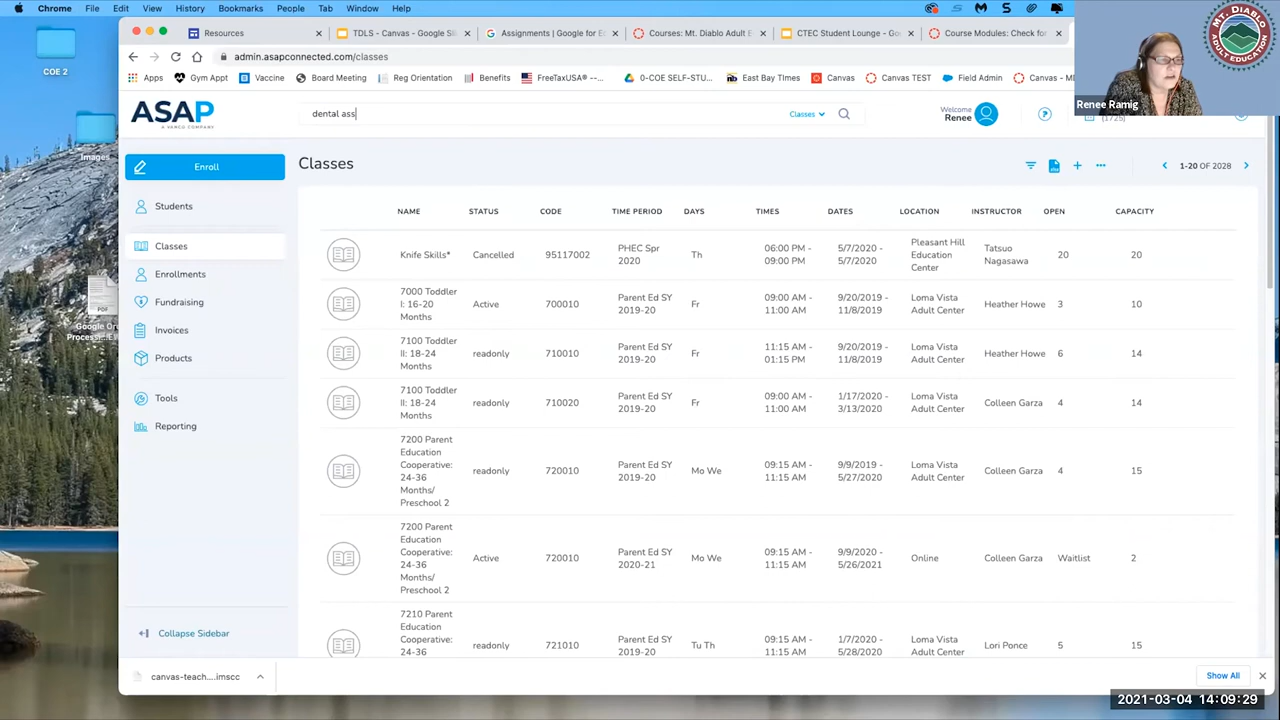 Chrome File Edit View History Bookmarks People Tab Window Help
Resources × TDLS - Canvas - Google Sli × Assignments | Google for E × Courses: Mt. Diablo Adult E × CTEC Student Lounge - Go × Course Modules: Check for ×
admin.asapconnected.com/classes
Apps Gym Appt Vaccine Board Meeting Reg Orientation Benefits FreeTaxUSA® --... 0-COE SELF-STU... East Bay TImes Canvas Canvas TEST Field Admin
MT. DIABLO
ADULT EDUCATION
Renee Ramig
COE 2
Images
PDF
ASAP
A VANCO COMPANY
dental ass
Classes
Welcome
Renee
?
(1725)
Enroll
Students
Classes
Enrollments
Fundraising
Invoices
Products
Tools
Reporting
Collapse Sidebar
Classes
1-20 OF 2028
NAME STATUS CODE TIME PERIOD DAYS TIMES DATES LOCATION INSTRUCTOR OPEN CAPACITY
Knife Skills* Cancelled 95117002 PHEC Spr 2020 Th 06:00 PM - 09:00 PM 5/7/2020 - 5/7/2020 Pleasant Hill Education Center Tatsuo Nagasawa 20 20
7000 Toddler I: 16-20 Months Active 700010 Parent Ed SY 2019-20 Fr 09:00 AM - 11:00 AM 9/20/2019 - 11/8/2019 Loma Vista Adult Center Heather Howe 3 10
7100 Toddler II: 18-24 Months readonly 710010 Parent Ed SY 2019-20 Fr 11:15 AM - 01:15 PM 9/20/2019 - 11/8/2019 Loma Vista Adult Center Heather Howe 6 14
7100 Toddler II: 18-24 Months readonly 710020 Parent Ed SY 2019-20 Fr 09:00 AM - 11:00 AM 1/17/2020 - 3/13/2020 Loma Vista Adult Center Colleen Garza 4 14
7200 Parent Education Cooperative: 24-36 Months/ Preschool 2 readonly 720010 Parent Ed SY 2019-20 Mo We 09:15 AM - 11:15 AM 9/9/2019 - 5/27/2020 Loma Vista Adult Center Colleen Garza 4 15
7200 Parent Education Cooperative: 24-36 Months/ Preschool 2 Active 720010 Parent Ed SY 2020-21 Mo We 09:15 AM - 11:15 AM 9/9/2020 - 5/26/2021 Online Colleen Garza Waitlist 2
7210 Parent Education Cooperative: 24-36 readonly 721010 Parent Ed SY 2019-20 Tu Th 09:15 AM - 11:15 AM 1/7/2020 - 5/28/2020 Loma Vista Adult Center Lori Ponce 5 15
canvas-teach....imscc
Show All
2021-03-04 14:09:29